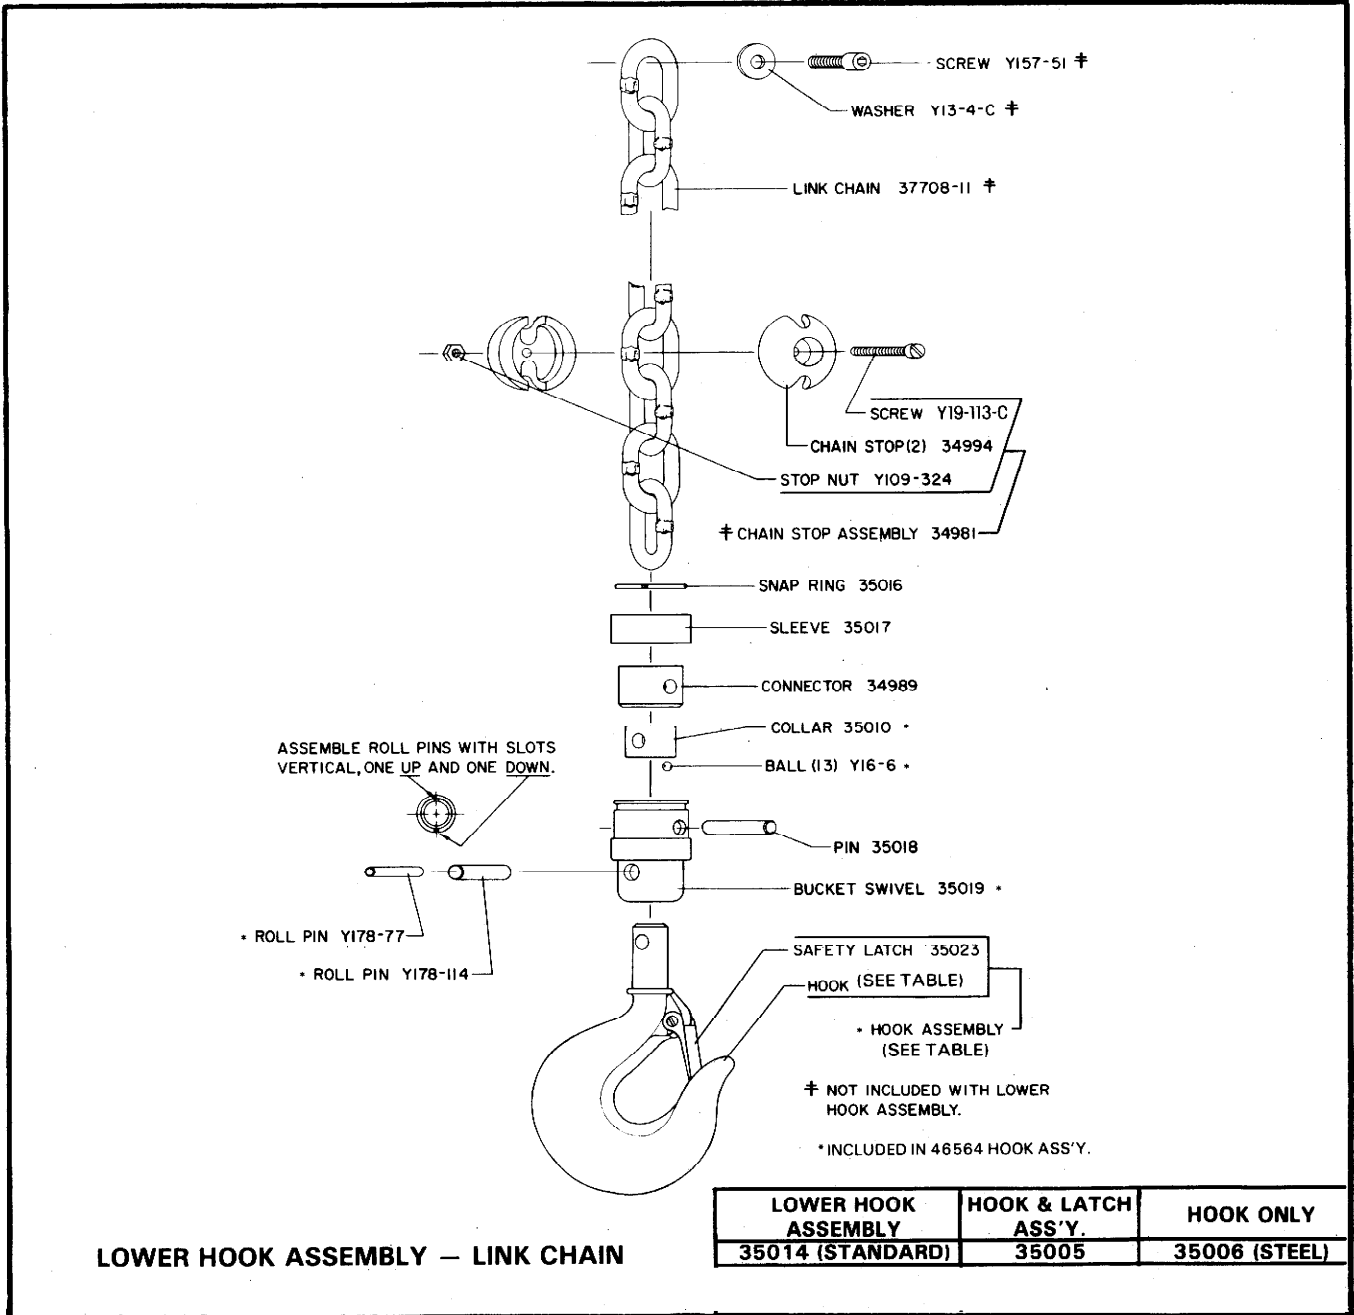 SCREW Y157-51 ‡
WASHER Y13-4-C ‡
LINK CHAIN 37708-11 ‡
SCREW Y19-113-C
CHAIN STOP(2) 34994
STOP NUT Y109-324
‡ CHAIN STOP ASSEMBLY 34981
SNAP RING 35016
SLEEVE 35017
CONNECTOR 34989
COLLAR 35010 *
BALL (13) Y16-6 *
ASSEMBLE ROLL PINS WITH SLOTS
VERTICAL, ONE UP AND ONE DOWN.
PIN 35018
BUCKET SWIVEL 35019 *
* ROLL PIN Y178-77
* ROLL PIN Y178-114
SAFETY LATCH 35023
HOOK (SEE TABLE)
* HOOK ASSEMBLY
(SEE TABLE)
‡ NOT INCLUDED WITH LOWER
HOOK ASSEMBLY.
*INCLUDED IN 46564 HOOK ASS'Y.
LOWER HOOK ASSEMBLY — LINK CHAIN
LOWER HOOK HOOK & LATCH HOOK ONLY
ASSEMBLY ASS'Y.
35014 (STANDARD) 35005 35006 (STEEL)